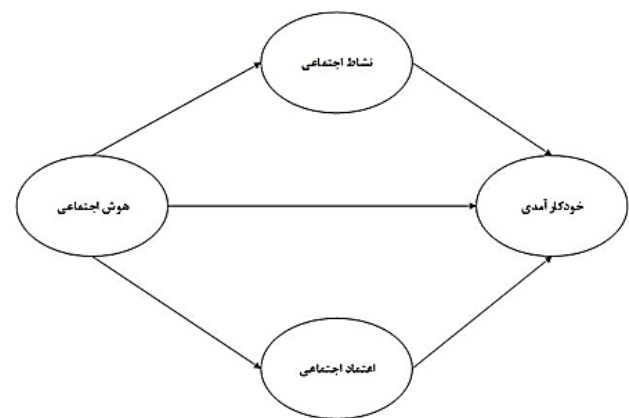 نشاط اجتماعی
هوش اجتماعی
خودکارآمدی
اعتماد اجتماعی